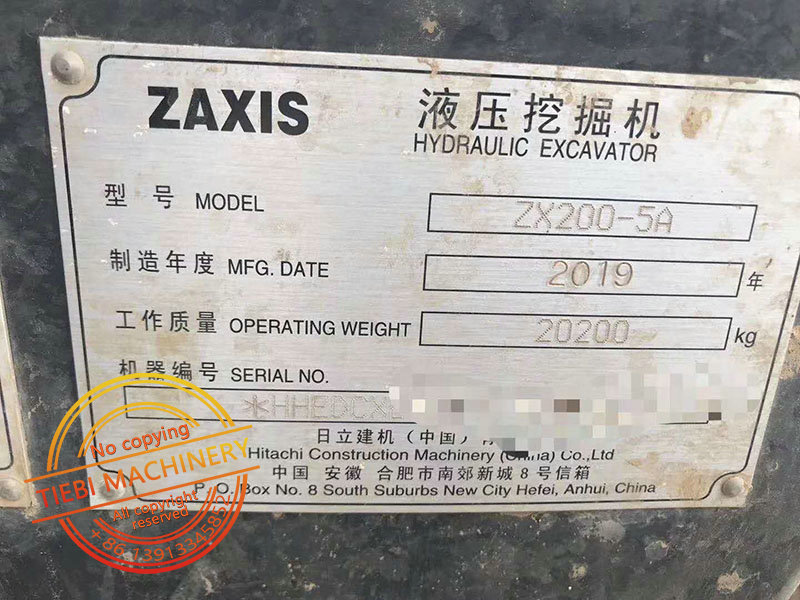 ZAXIS 液压挖掘机
HYDRAULIC EXCAVATOR
型号 MODEL ZX200-5A
制造年度 MFG. DATE 2019 年
工作质量 OPERATING WEIGHT 20200 kg
机器编号 SERIAL NO.
*HHEDCX
日立建机（中国）
Hitachi Construction Machinery (China) Co.,Ltd
中国 安徽 合肥市南郊新城8号信箱
P/O Box No. 8 South Suburbs New City Hefei, Anhui, China
No copying
TIEBI MACHINERY
All copyright
reserved